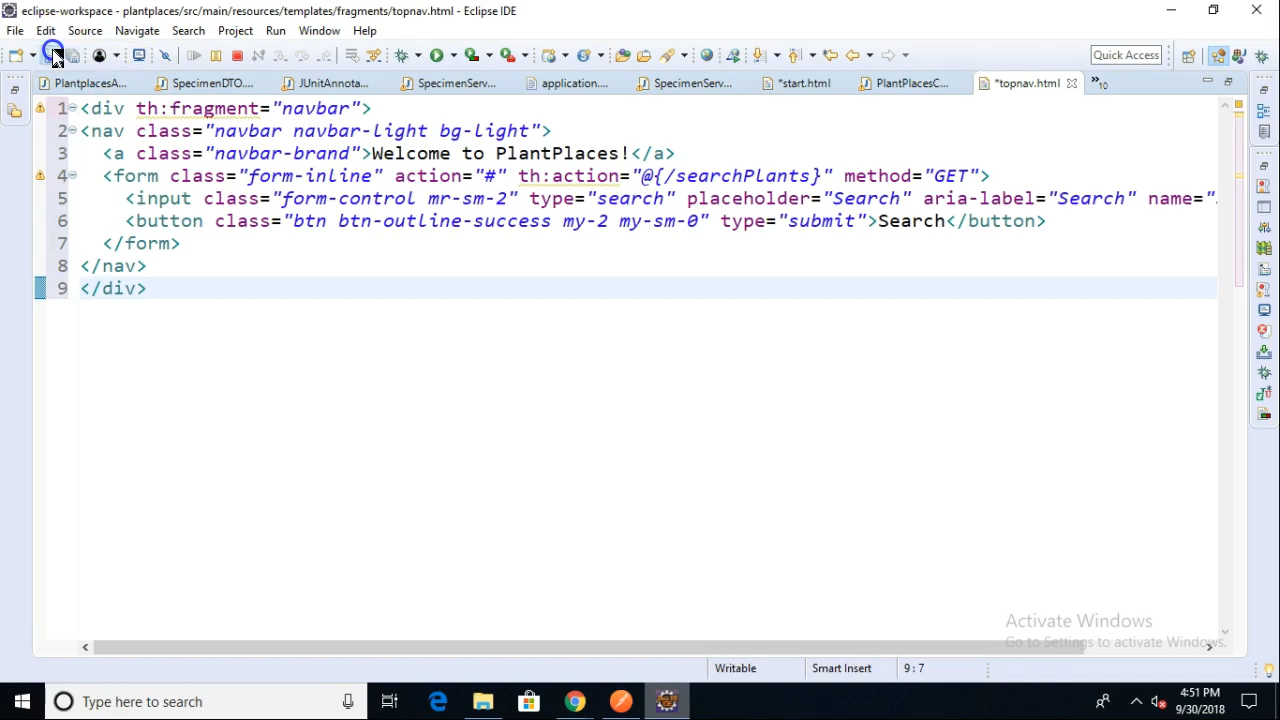 eclipse-workspace - plantplaces/src/main/resources/templates/fragments/topnav.html - Eclipse IDE
File Edit Source Navigate Search Project Run Window Help
Quick Access
PlantplacesA... SpecimenDTO.... JUnitAnnota... SpecimenServ... application.... SpecimenServ... *start.html PlantPlacesC... *topnav.html »10
1 <div th:fragment="navbar">
2 <nav class="navbar navbar-light bg-light">
3 <a class="navbar-brand">Welcome to PlantPlaces!</a>
4 <form class="form-inline" action="#" th:action="@{/searchPlants}" method="GET">
5 <input class="form-control mr-sm-2" type="search" placeholder="Search" aria-label="Search" name="
6 <button class="btn btn-outline-success my-2 my-sm-0" type="submit">Search</button>
7 </form>
8 </nav>
9 </div>
Activate Windows
Go to Settings to activate Windows.
Writable Smart Insert 9:7
Type here to search
4:51 PM
9/30/2018